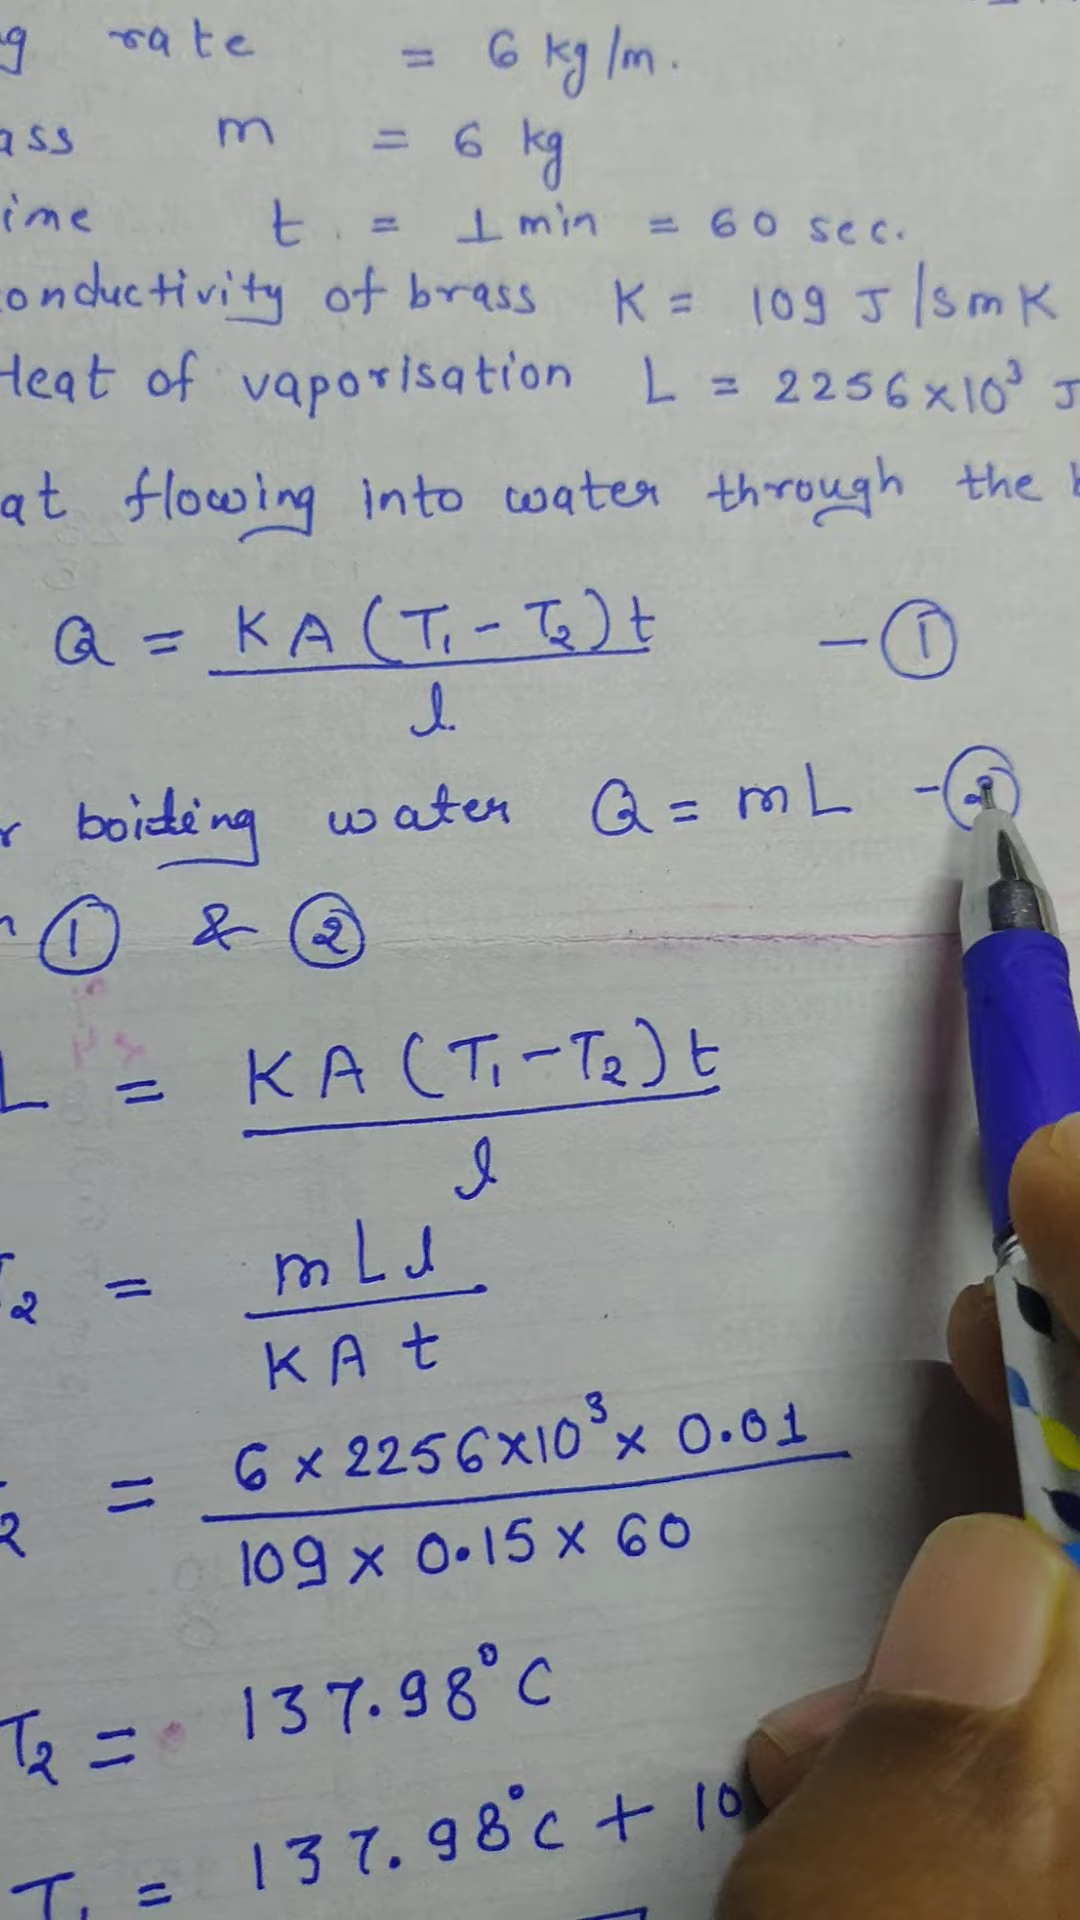 g rate = 6 kg/m.
ass m = 6 kg
ime t = 1 min = 60 sec.
onductivity of brass K = 109 J/smK
Heat of vaporisation L = 2256×10³ J
at flowing into water through the
Q = KA(T₁-T₂)t / l - ①
r boiling water Q = mL - ②
① & ②
L = KA(T₁-T₂)t / l
T₂ = mLl / KAt
2 = 6×2256×10³×0.01 / 109×0.15×60
T₂ = 137.98°C
T₁ = 137.98°C + 10